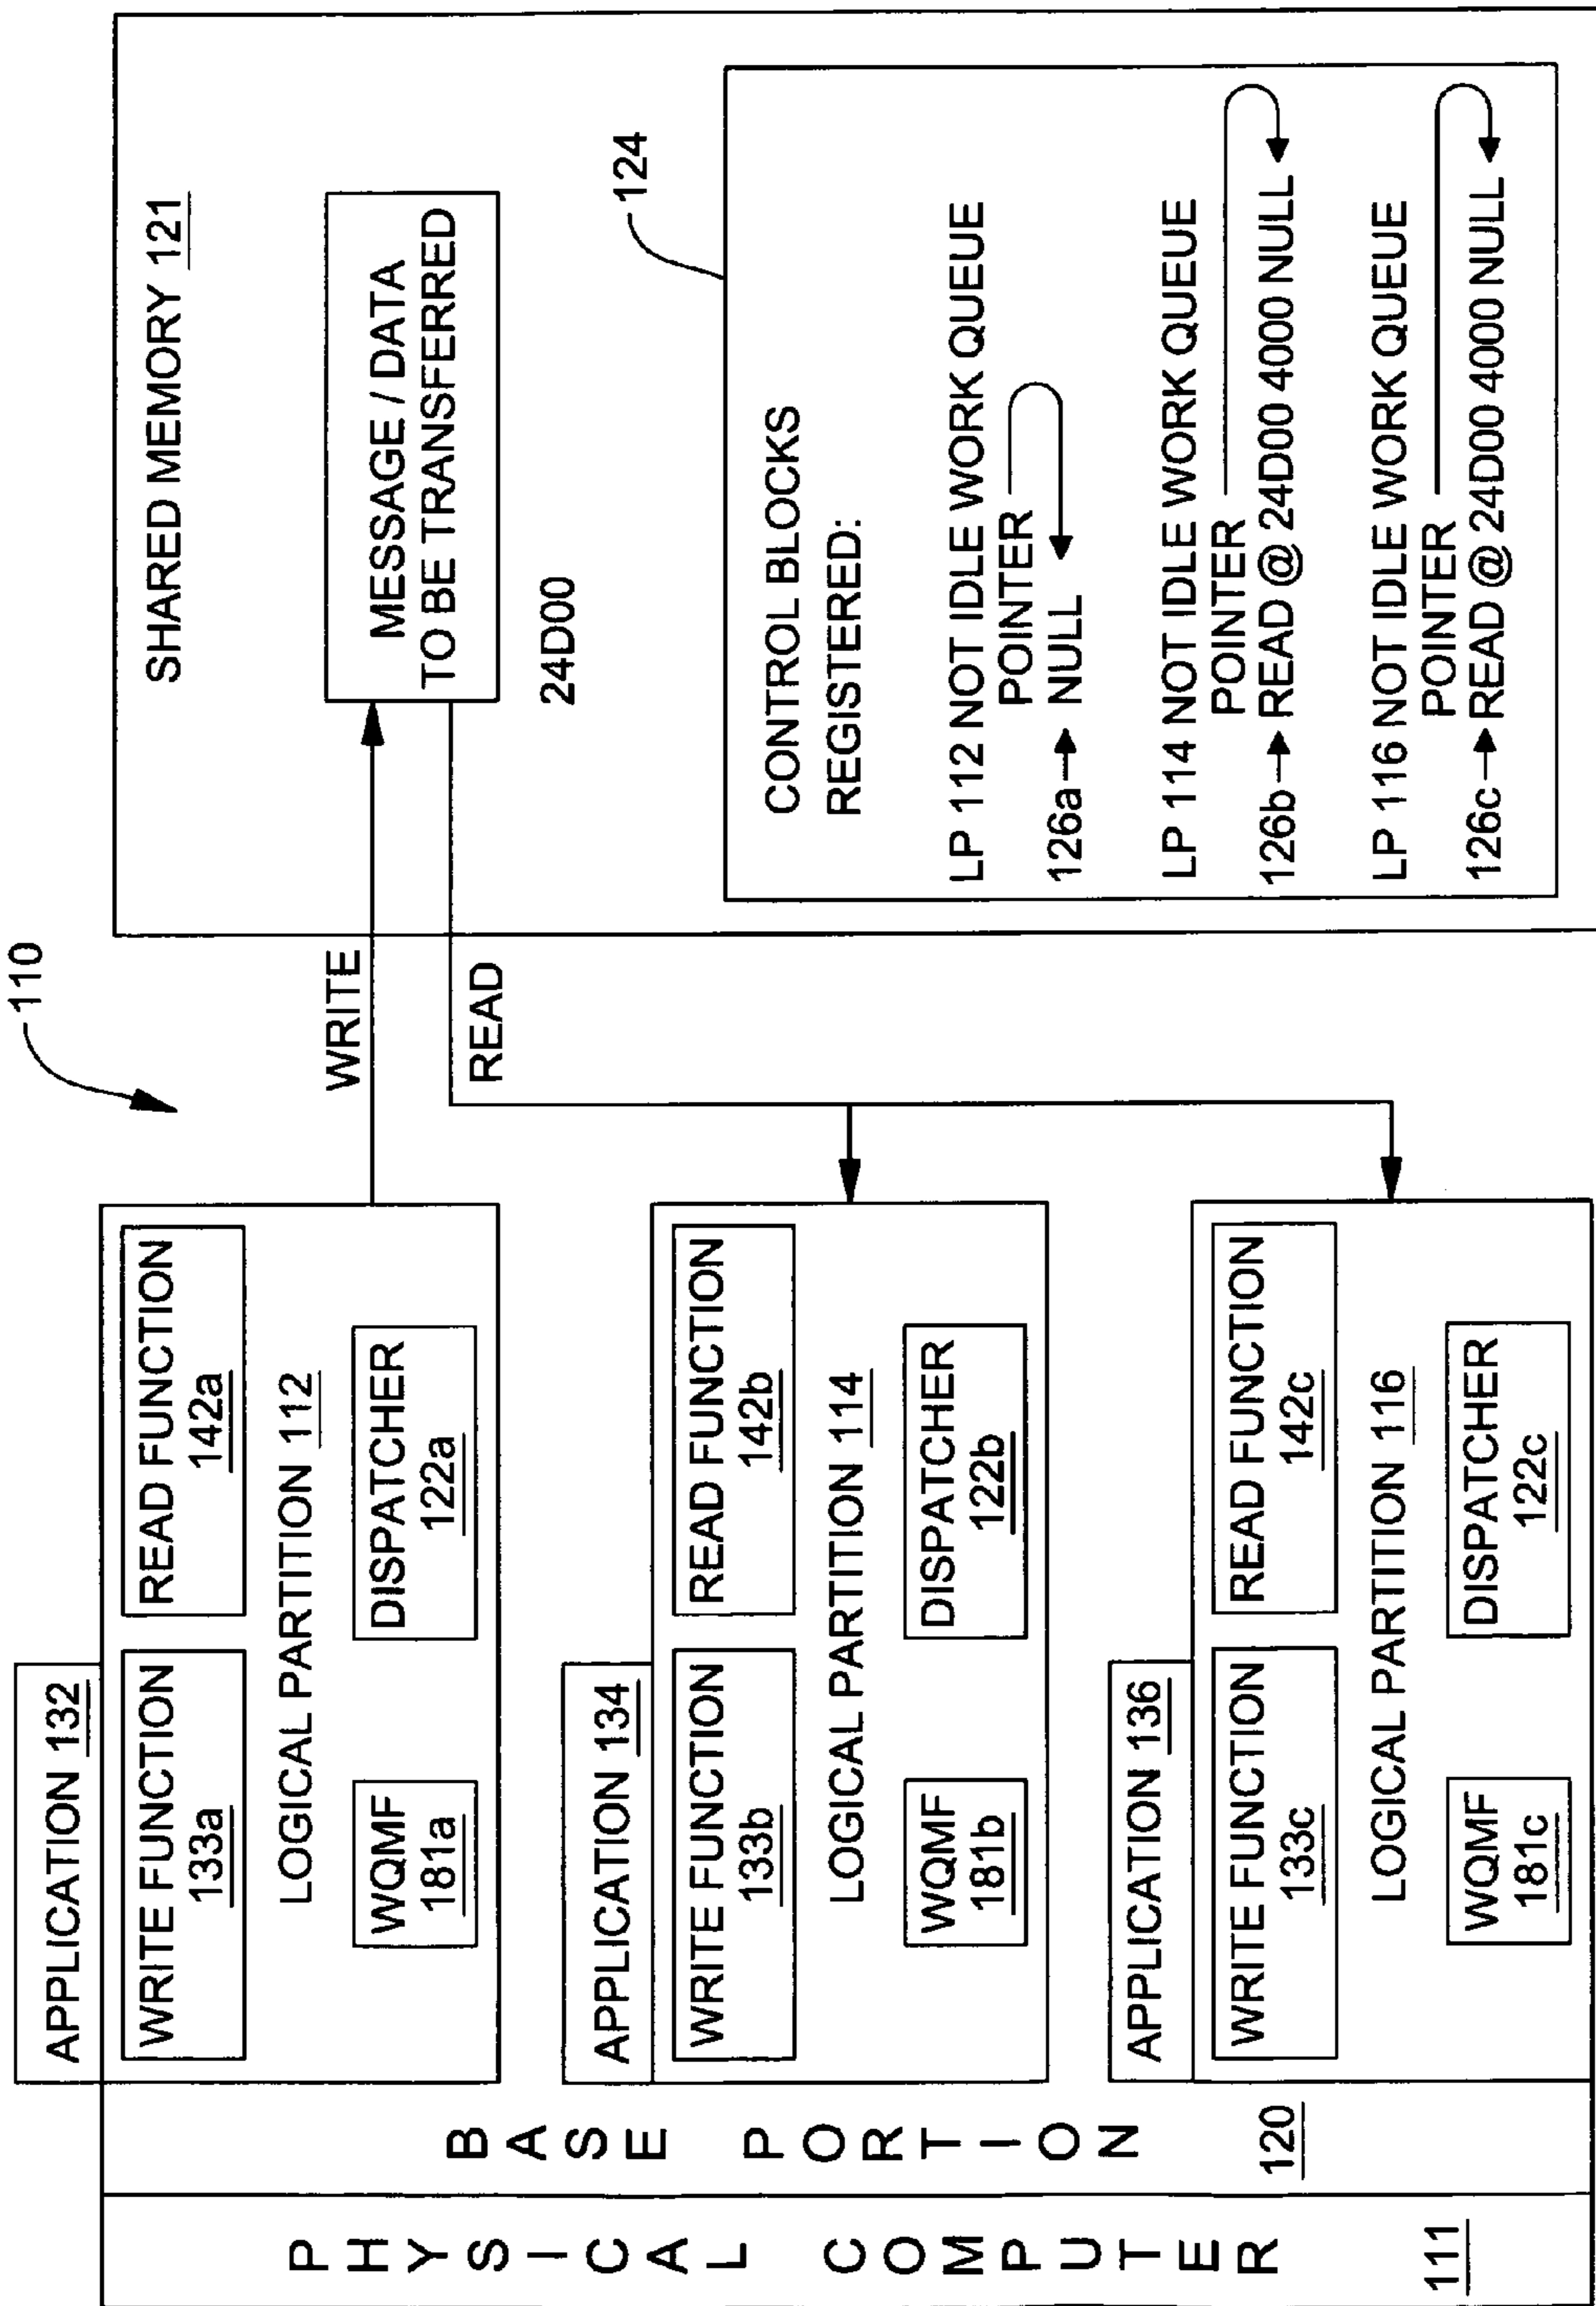 110
APPLICATION 132
WRITE FUNCTION
133a
READ FUNCTION
142a
LOGICAL PARTITION 112
WQMF
181a
DISPATCHER
122a
APPLICATION 134
WRITE FUNCTION
133b
READ FUNCTION
142b
LOGICAL PARTITION 114
WQMF
181b
DISPATCHER
122b
APPLICATION 136
WRITE FUNCTION
133c
READ FUNCTION
142c
LOGICAL PARTITION 116
WQMF
181c
DISPATCHER
122c
BASE PORTION
120
PHYSICAL COMPUTER
111
WRITE
READ
SHARED MEMORY 121
MESSAGE / DATA
TO BE TRANSFERRED
24D00
124
CONTROL BLOCKS
REGISTERED:
LP 112 NOT IDLE WORK QUEUE
POINTER
126a NULL
LP 114 NOT IDLE WORK QUEUE
POINTER
126b READ @ 24D00 4000 NULL
LP 116 NOT IDLE WORK QUEUE
POINTER
126c READ @ 24D00 4000 NULL